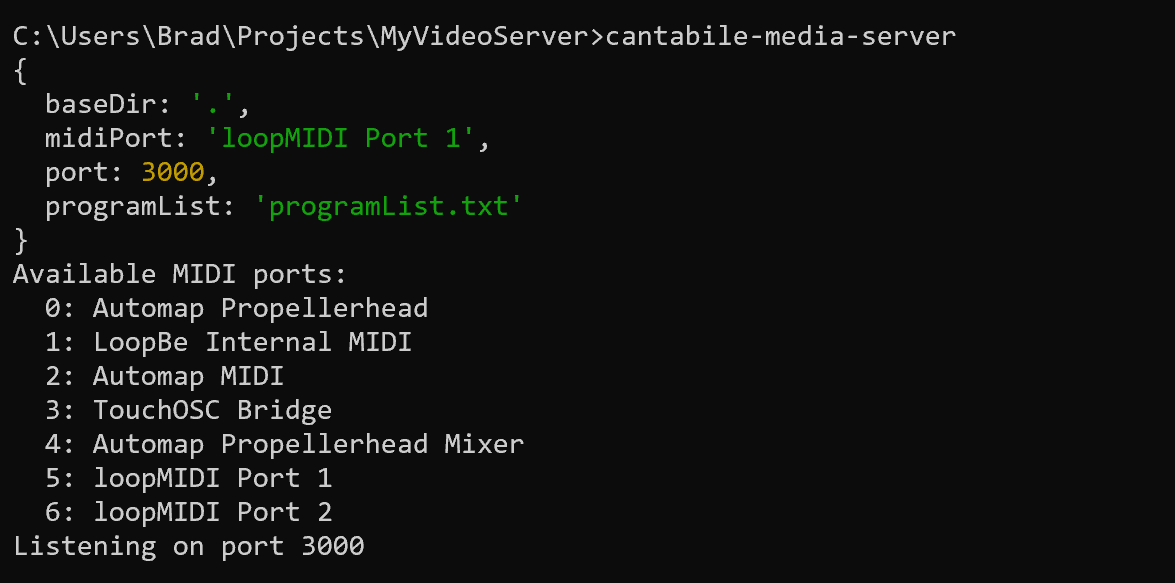 C:\Users\Brad\Projects\MyVideoServer>cantabile-media-server
{
  baseDir: '.',
  midiPort: 'loopMIDI Port 1',
  port: 3000,
  programList: 'programList.txt'
}
Available MIDI ports:
  0: Automap Propellerhead
  1: LoopBe Internal MIDI
  2: Automap MIDI
  3: TouchOSC Bridge
  4: Automap Propellerhead Mixer
  5: loopMIDI Port 1
  6: loopMIDI Port 2
Listening on port 3000